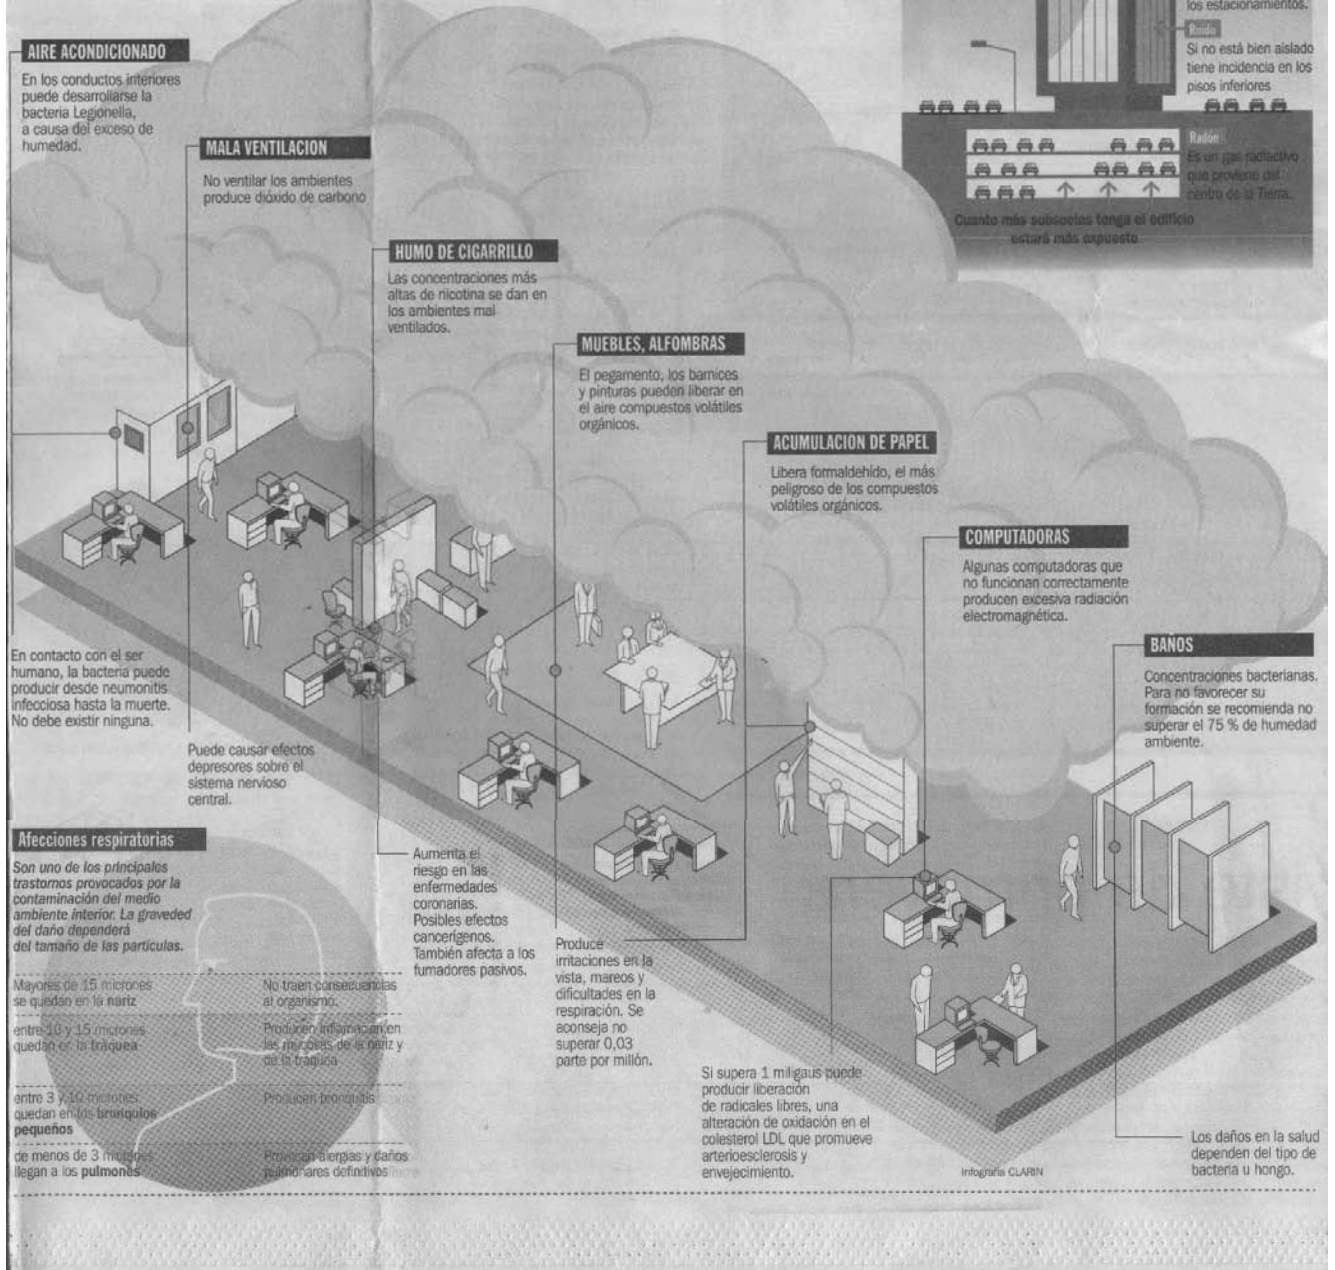 los estacionamientos.
Ruido
Si no está bien aislado
tiene incidencia en los
pisos inferiores
Radón
Es un gas radiactivo
que proviene del
centro de la Tierra.
Cuanto más subsuelos tenga el edificio
estará más expuesto
AIRE ACONDICIONADO
En los conductos interiores
puede desarrollarse la
bacteria Legionella,
a causa del exceso de
humedad.
MALA VENTILACION
No ventilar los ambientes
produce dióxido de carbono
HUMO DE CIGARRILLO
Las concentraciones más
altas de nicotina se dan en
los ambientes mal
ventilados.
MUEBLES, ALFOMBRAS
El pegamento, los barnices
y pinturas pueden liberar en
el aire compuestos volátiles
orgánicos.
ACUMULACION DE PAPEL
Libera formaldehído, el más
peligroso de los compuestos
volátiles orgánicos.
COMPUTADORAS
Algunas computadoras que
no funcionan correctamente
producen excesiva radiación
electromagnética.
BAÑOS
Concentraciones bacterianas.
Para no favorecer su
formación se recomienda no
superar el 75 % de humedad
ambiente.
En contacto con el ser
humano, la bacteria puede
producir desde neumonitis
infecciosa hasta la muerte.
No debe existir ninguna.
Puede causar efectos
depresores sobre el
sistema nervioso
central.
Aumenta el
riesgo en las
enfermedades
coronarias.
Posibles efectos
cancerígenos.
También afecta a los
fumadores pasivos.
Produce
irritaciones en la
vista, mareos y
dificultades en la
respiración. Se
aconseja no
superar 0,03
parte por millón.
Si supera 1 miligaus puede
producir liberación
de radicales libres, una
alteración de oxidación en el
colesterol LDL que promueve
arterioesclerosis y
envejecimiento.
Los daños en la salud
dependen del tipo de
bacteria u hongo.
Afecciones respiratorias
Son uno de los principales
trastornos provocados por la
contaminación del medio
ambiente interior. La graveded
del daño dependerá
del tamaño de las partículas.
Mayores de 15 micrones
se quedan en la nariz
No traen consecuencias
al organismo.
entre 10 y 15 micrones
quedan en la tráquea
Producen inflamación en
las mucosas de la nariz y
de la tráquea
entre 3 y 10 micrones
quedan en los bronquios
pequeños
Producen bronquitis
de menos de 3 micrones
llegan a los pulmones
Provocan alergias y daños
pulmonares definitivos
Infografía CLARIN